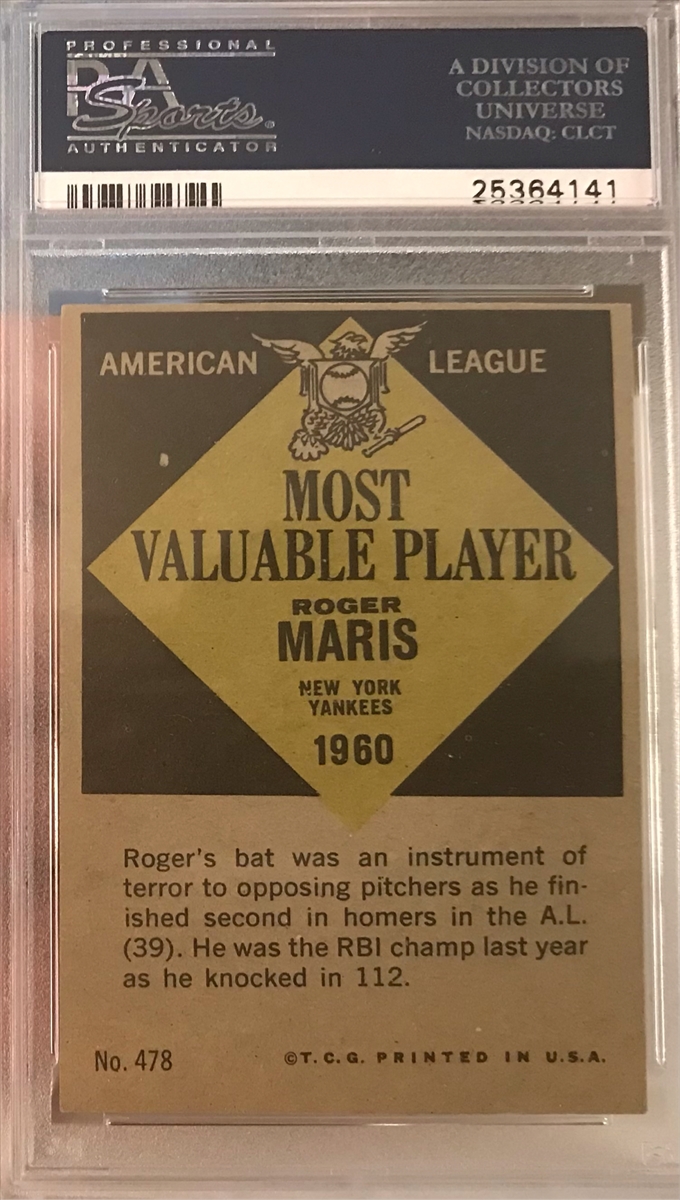 PROFESSIONAL
PSA
Sports.
AUTHENTICATOR
A DIVISION OF
COLLECTORS
UNIVERSE
NASDAQ: CLCT
25364141
AMERICAN LEAGUE
MOST
VALUABLE PLAYER
ROGER
MARIS
NEW YORK
YANKEES
1960
Roger's bat was an instrument of
terror to opposing pitchers as he fin-
ished second in homers in the A.L.
(39). He was the RBI champ last year
as he knocked in 112.
No. 478
©T.C.G. PRINTED IN U.S.A.